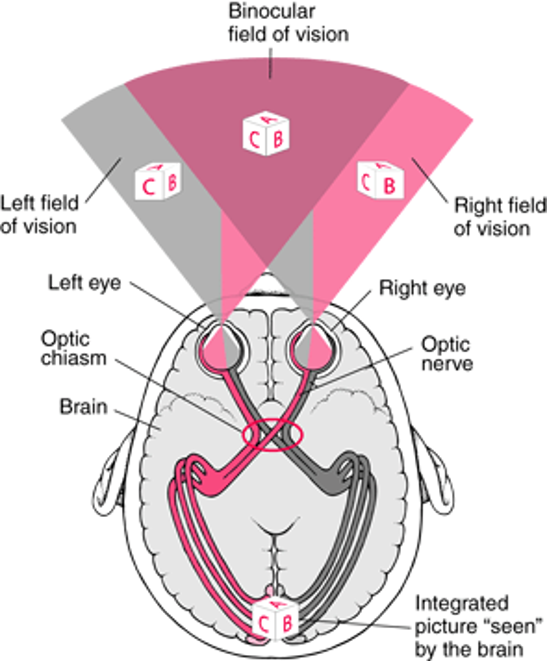 Binocular
field of vision
A
C B
A
C B
A
C B
Left field
of vision
Right field
of vision
Left eye
Right eye
Optic
chiasm
Optic
nerve
Brain
A
C B
Integrated
picture “seen”
by the brain